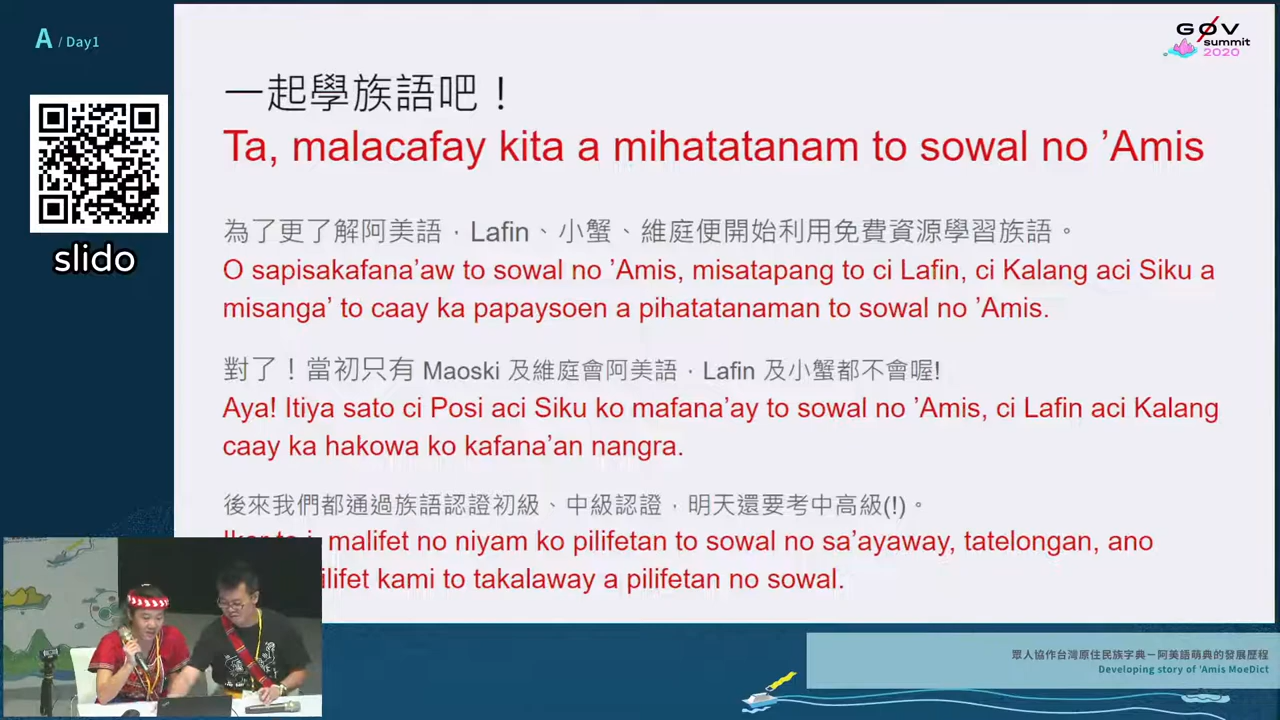 A / Day1
GØV
summit
2020
slido
一起學族語吧！
Ta, malacafay kita a mihatatanam to sowal no ’Amis
為了更了解阿美語，Lafin、小蟹、維庭便開始利用免費資源學習族語。
O sapisakafana’aw to sowal no ’Amis, misatapang to ci Lafin, ci Kalang aci Siku a
misanga’ to caay ka papaysoen a pihatatanaman to sowal no ’Amis.
對了！當初只有 Maoski 及維庭會阿美語，Lafin 及小蟹都不會喔!
Aya! Itiya sato ci Posi aci Siku ko mafana’ay to sowal no ’Amis, ci Lafin aci Kalang
caay ka hakowa ko kafana’an nangra.
後來我們都通過族語認證初級、中級認證，明天還要考中高級(!)。
malifet no niyam ko pilifetan to sowal no sa’ayaway, tatelongan, ano
kami to takalaway a pilifetan no sowal.
眾人協作台灣原住民族字典－阿美語萌典的發展歷程
Developing story of ’Amis MoeDict